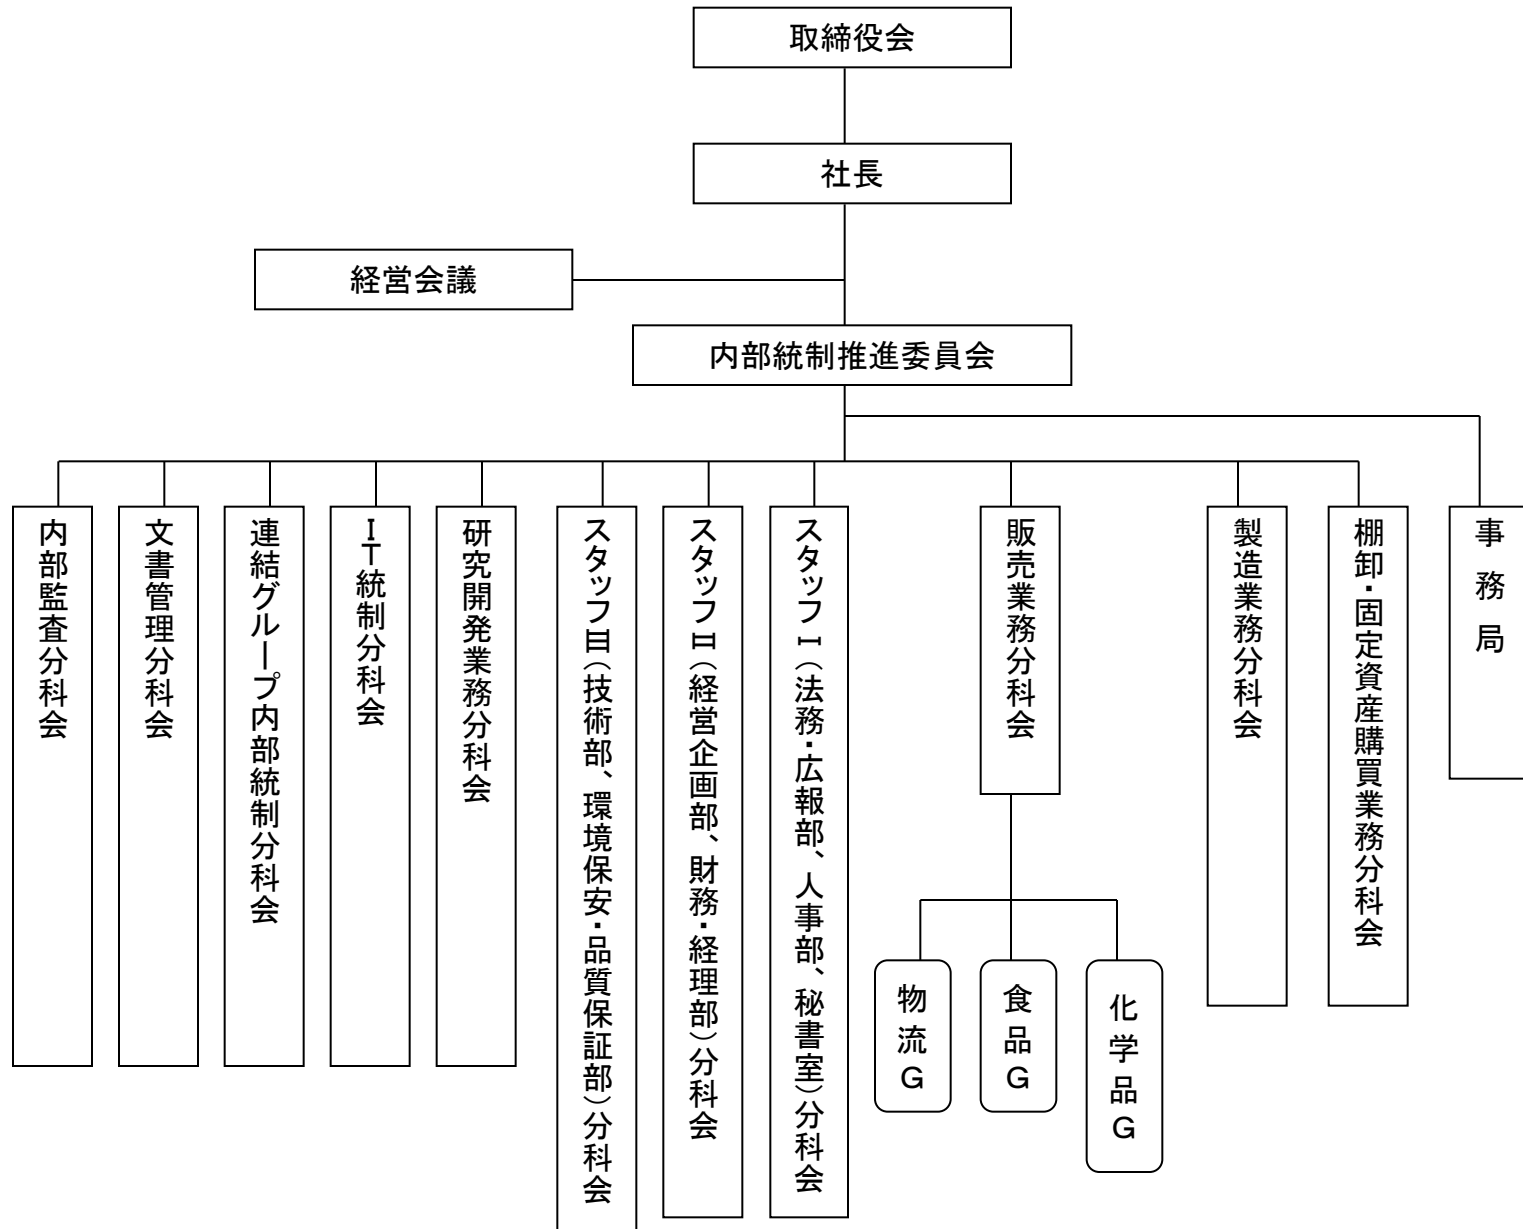 取締役会
社長
経営会議
内部統制推進委員会
内部監査分科会
文書管理分科会
連結グループ内部統制分科会
IT統制分科会
研究開発業務分科会
スタッフⅢ(技術部、環境保安・品質保証部)分科会
スタッフⅡ(経営企画部、財務・経理部)分科会
スタッフⅠ(法務・広報部、人事部、秘書室)分科会
販売業務分科会
製造業務分科会
棚卸・固定資産購買業務分科会
事務局
物流G
食品G
化学品G